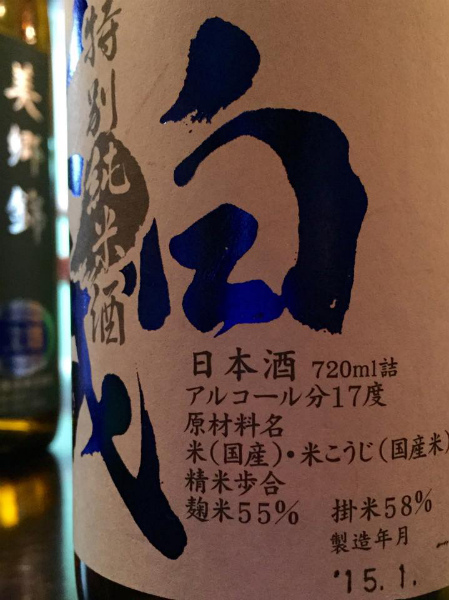 美郷錦
特別純米酒
白
日本酒 720ml詰
アルコール分17度
原材料名
米(国産)・米こうじ(国産米)
精米歩合
麹米55% 掛米58%
製造年月
'15.1.